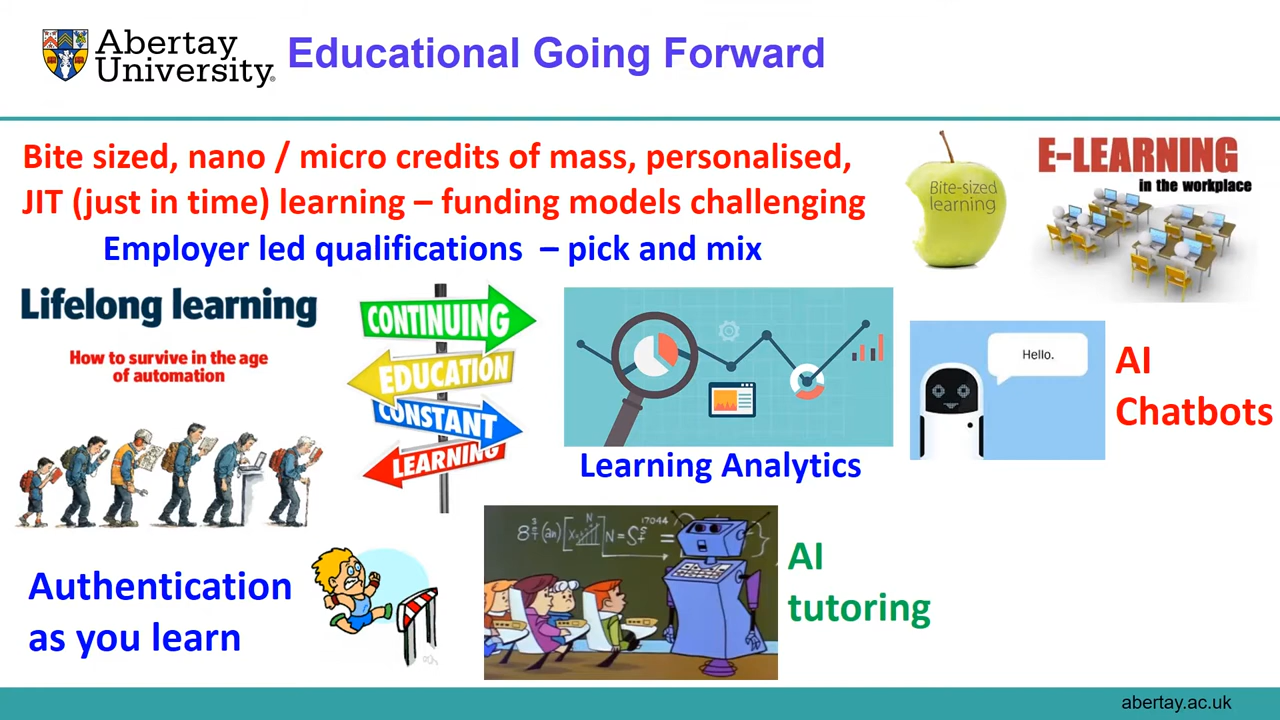 Abertay
University
Educational Going Forward
Bite sized, nano / micro credits of mass, personalised,
JIT (just in time) learning – funding models challenging
Employer led qualifications – pick and mix
Bite-sized
learning
E-LEARNING
in the workplace
Lifelong learning
How to survive in the age
of automation
CONTINUING
EDUCATION
CONSTANT
LEARNING
Learning Analytics
Hello.
AI
Chatbots
Authentication
as you learn
AI
tutoring
abertay.ac.uk